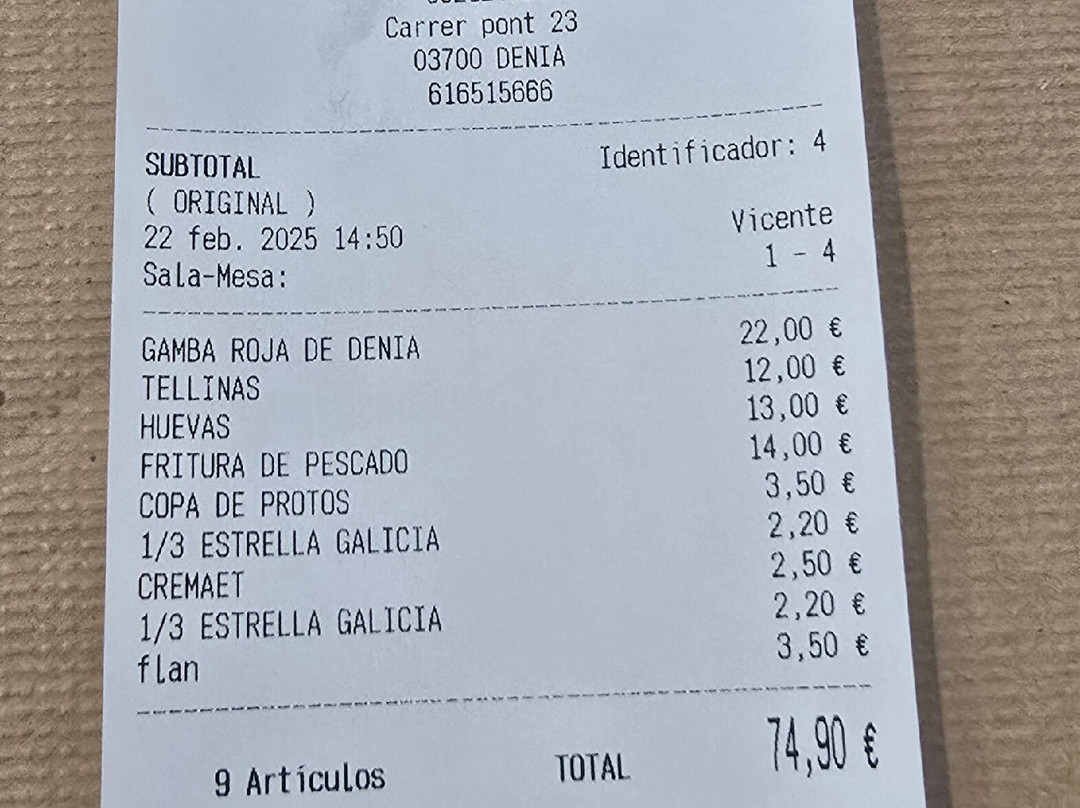 Carrer pont 23
03700 DENIA
616515666
SUBTOTAL Identificador: 4
( ORIGINAL )
22 feb. 2025 14:50 Vicente
Sala-Mesa: 1 - 4
GAMBA ROJA DE DENIA 22,00 €
TELLINAS 12,00 €
HUEVAS 13,00 €
FRITURA DE PESCADO 14,00 €
COPA DE PROTOS 3,50 €
1/3 ESTRELLA GALICIA 2,20 €
CREMAET 2,50 €
1/3 ESTRELLA GALICIA 2,20 €
flan 3,50 €
9 Artículos TOTAL 74,90 €